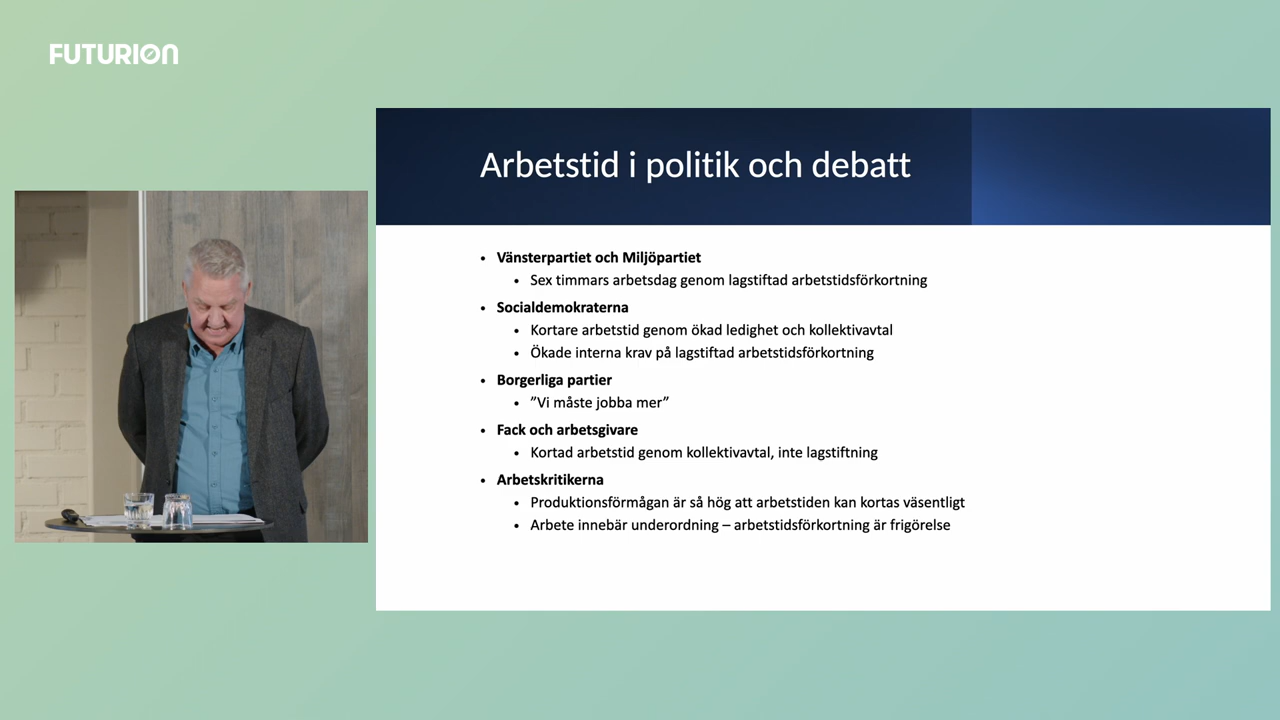 FUTURION
Arbetstid i politik och debatt
• Vänsterpartiet och Miljöpartiet
• Sex timmars arbetsdag genom lagstiftad arbetstidsförkortning
• Socialdemokraterna
• Kortare arbetstid genom ökad ledighet och kollektivavtal
• Ökade interna krav på lagstiftad arbetstidsförkortning
• Borgerliga partier
• ”Vi måste jobba mer”
• Fack och arbetsgivare
• Kortad arbetstid genom kollektivavtal, inte lagstiftning
• Arbetskritikerna
• Produktionsförmågan är så hög att arbetstiden kan kortas väsentligt
• Arbete innebär underordning – arbetstidsförkortning är frigörelse